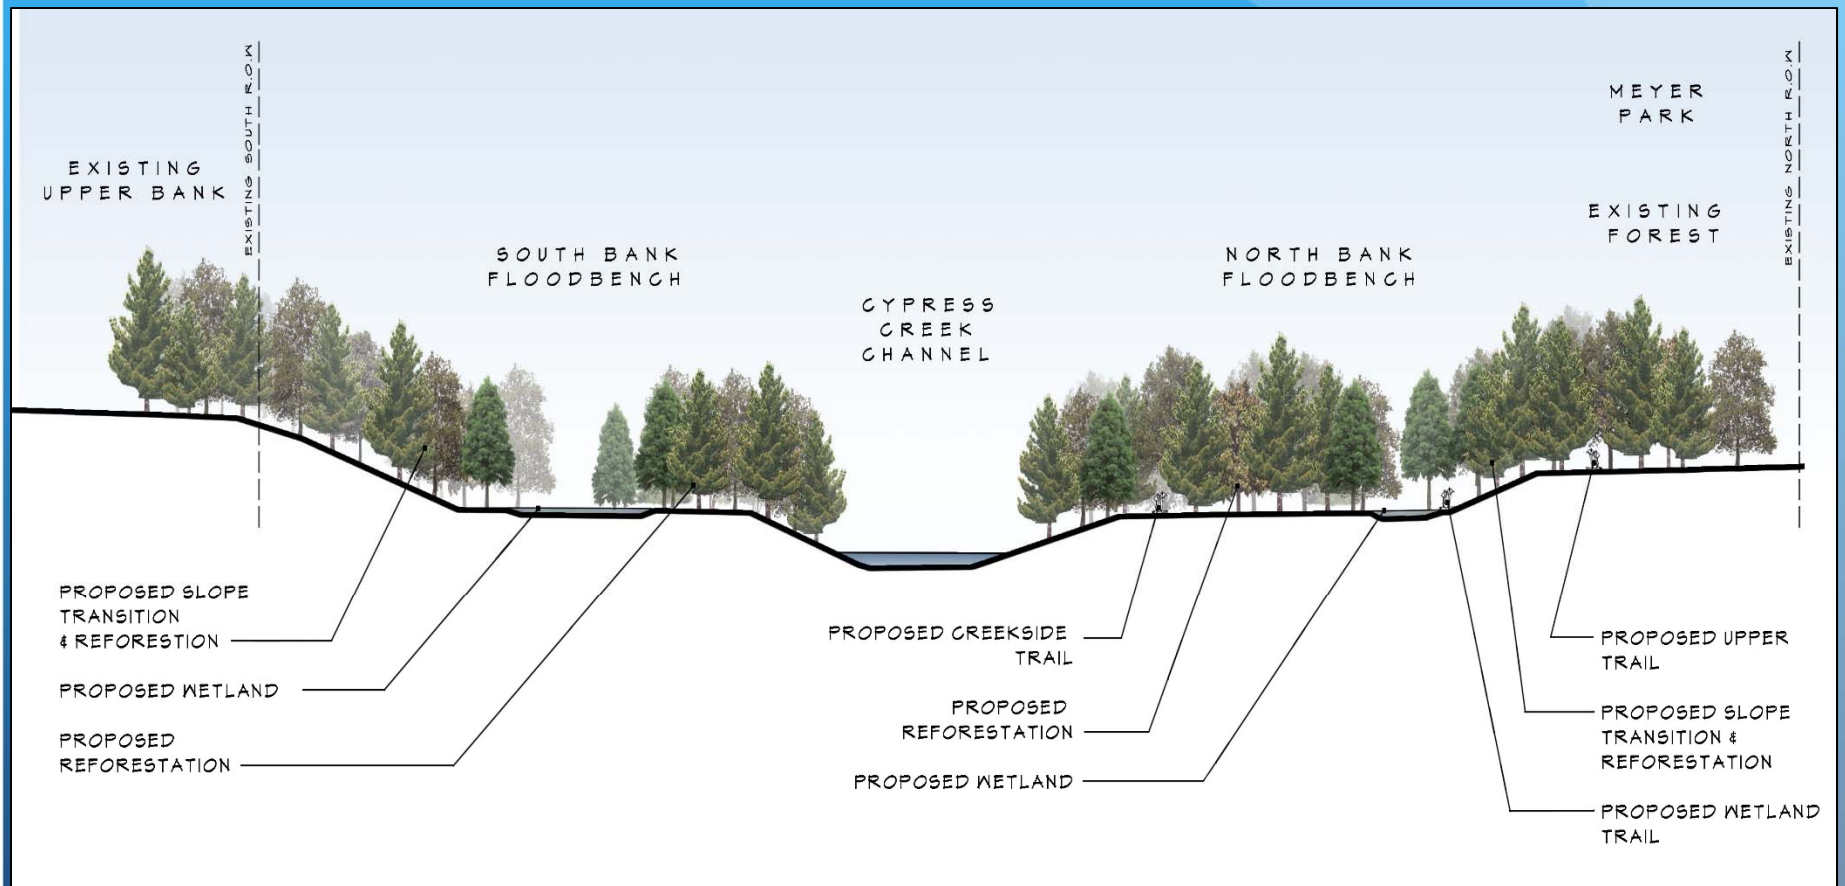 EXISTING
UPPER BANK
EXISTING SOUTH R.O.W
SOUTH BANK
FLOODBENCH
CYPRESS
CREEK
CHANNEL
NORTH BANK
FLOODBENCH
MEYER
PARK
EXISTING
FOREST
EXISTING NORTH R.O.W
PROPOSED SLOPE
TRANSITION
& REFORESTION
PROPOSED WETLAND
PROPOSED
REFORESTATION
PROPOSED CREEKSIDE
TRAIL
PROPOSED
REFORESTATION
PROPOSED WETLAND
PROPOSED UPPER
TRAIL
PROPOSED SLOPE
TRANSITION &
REFORESTATION
PROPOSED WETLAND
TRAIL